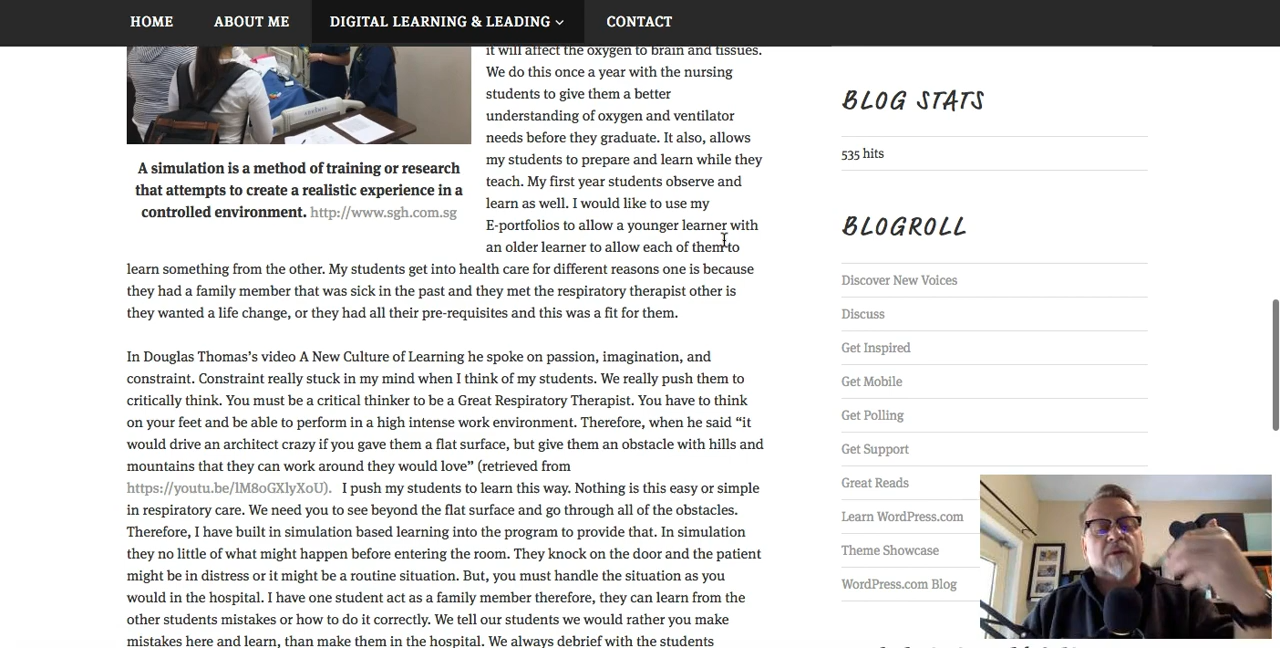 HOME ABOUT ME DIGITAL LEARNING & LEADING CONTACT
it will affect the oxygen to brain and tissues.
We do this once a year with the nursing
students to give them a better
understanding of oxygen and ventilator
needs before they graduate. It also, allows
my students to prepare and learn while they
teach. My first year students observe and
learn as well. I would like to use my
E-portfolios to allow a younger learner with
an older learner to allow each of them to
A simulation is a method of training or research
that attempts to create a realistic experience in a
controlled environment. http://www.sgh.com.sg
learn something from the other. My students get into health care for different reasons one is because
they had a family member that was sick in the past and they met the respiratory therapist other is
they wanted a life change, or they had all their pre-requisites and this was a fit for them.
In Douglas Thomas's video A New Culture of Learning he spoke on passion, imagination, and
constraint. Constraint really stuck in my mind when I think of my students. We really push them to
critically think. You must be a critical thinker to be a Great Respiratory Therapist. You have to think
on your feet and be able to perform in a high intense work environment. Therefore, when he said “it
would drive an architect crazy if you gave them a flat surface, but give them an obstacle with hills and
mountains that they can work around they would love” (retrieved from
https://youtu.be/lM8oGXlyXoU). I push my students to learn this way. Nothing is this easy or simple
in respiratory care. We need you to see beyond the flat surface and go through all of the obstacles.
Therefore, I have built in simulation based learning into the program to provide that. In simulation
they no little of what might happen before entering the room. They knock on the door and the patient
might be in distress or it might be a routine situation. But, you must handle the situation as you
would in the hospital. I have one student act as a family member therefore, they can learn from the
other students mistakes or how to do it correctly. We tell our students we would rather you make
mistakes here and learn, than make them in the hospital. We always debrief with the students
BLOG STATS
535 hits
BLOGROLL
Discover New Voices
Discuss
Get Inspired
Get Mobile
Get Polling
Get Support
Great Reads
Learn WordPress.com
Theme Showcase
WordPress.com Blog